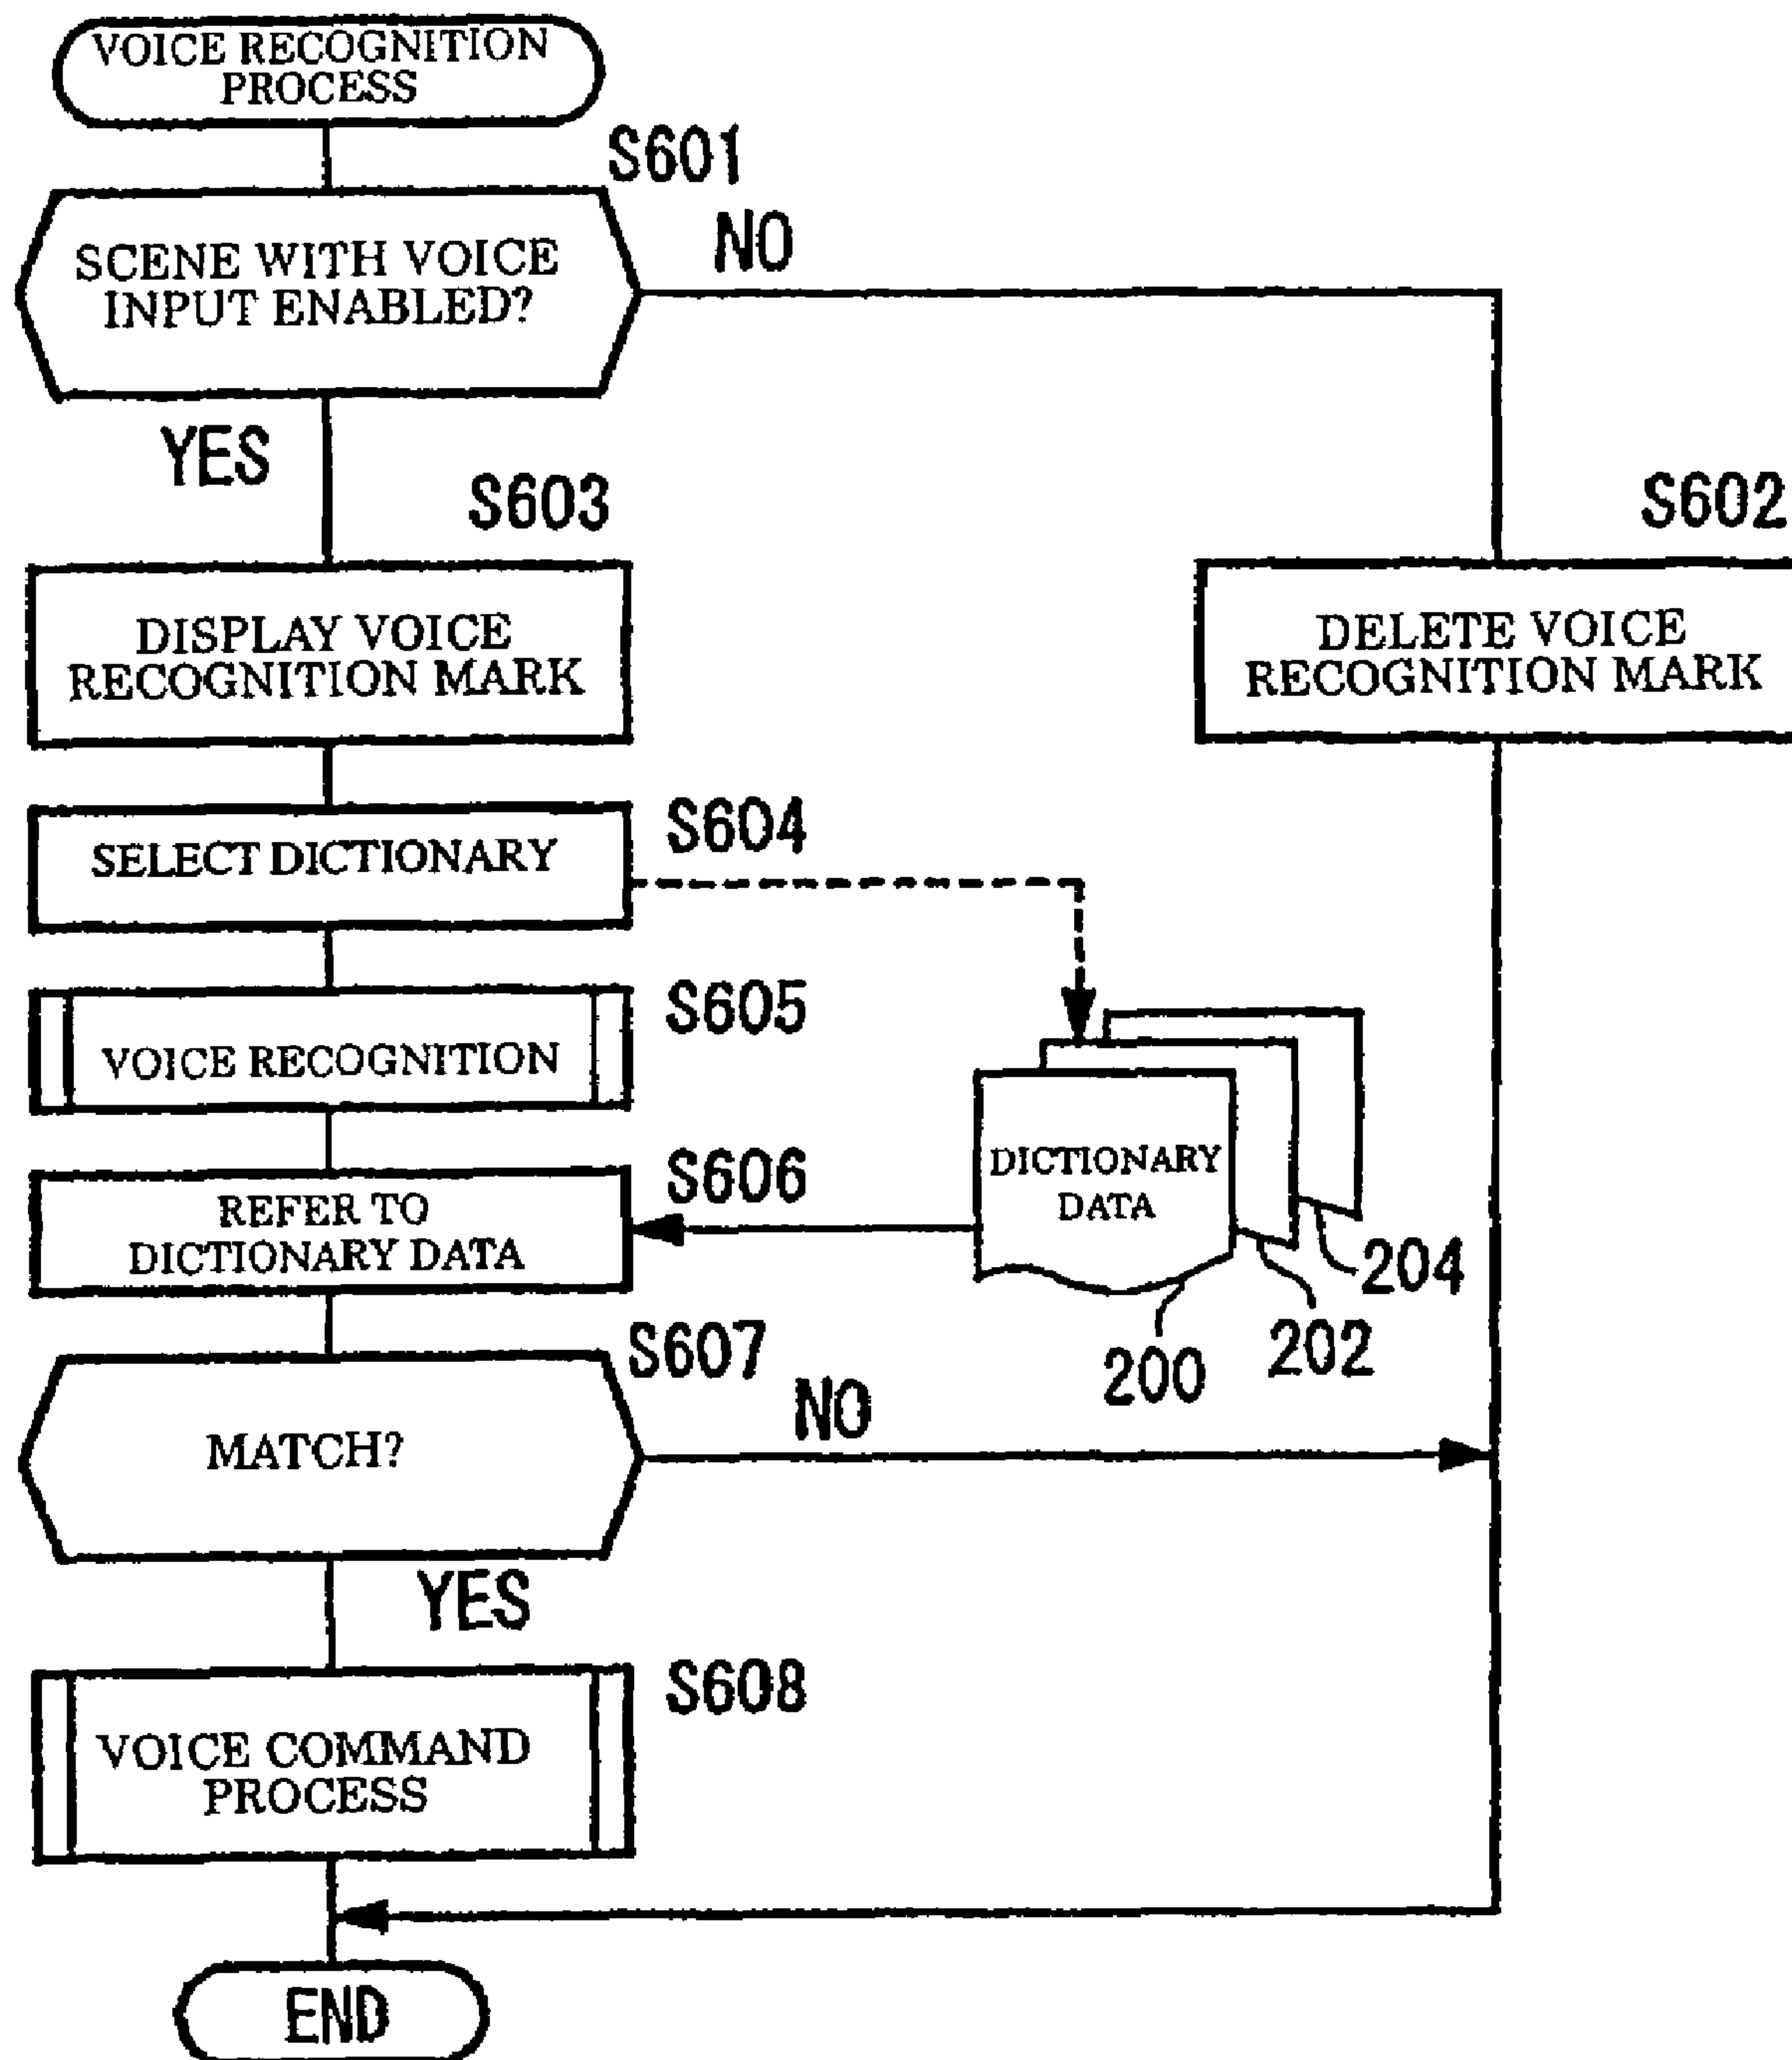 VOICE RECOGNITION
PROCESS
S601
SCENE WITH VOICE
INPUT ENABLED?
NO
YES
S603
S602
DISPLAY VOICE
RECOGNITION MARK
DELETE VOICE
RECOGNITION MARK
S604
SELECT DICTIONARY
S605
VOICE RECOGNITION
S606
REFER TO
DICTIONARY DATA
DICTIONARY
DATA
204
202
200
S607
NO
MATCH?
YES
S608
VOICE COMMAND
PROCESS
END